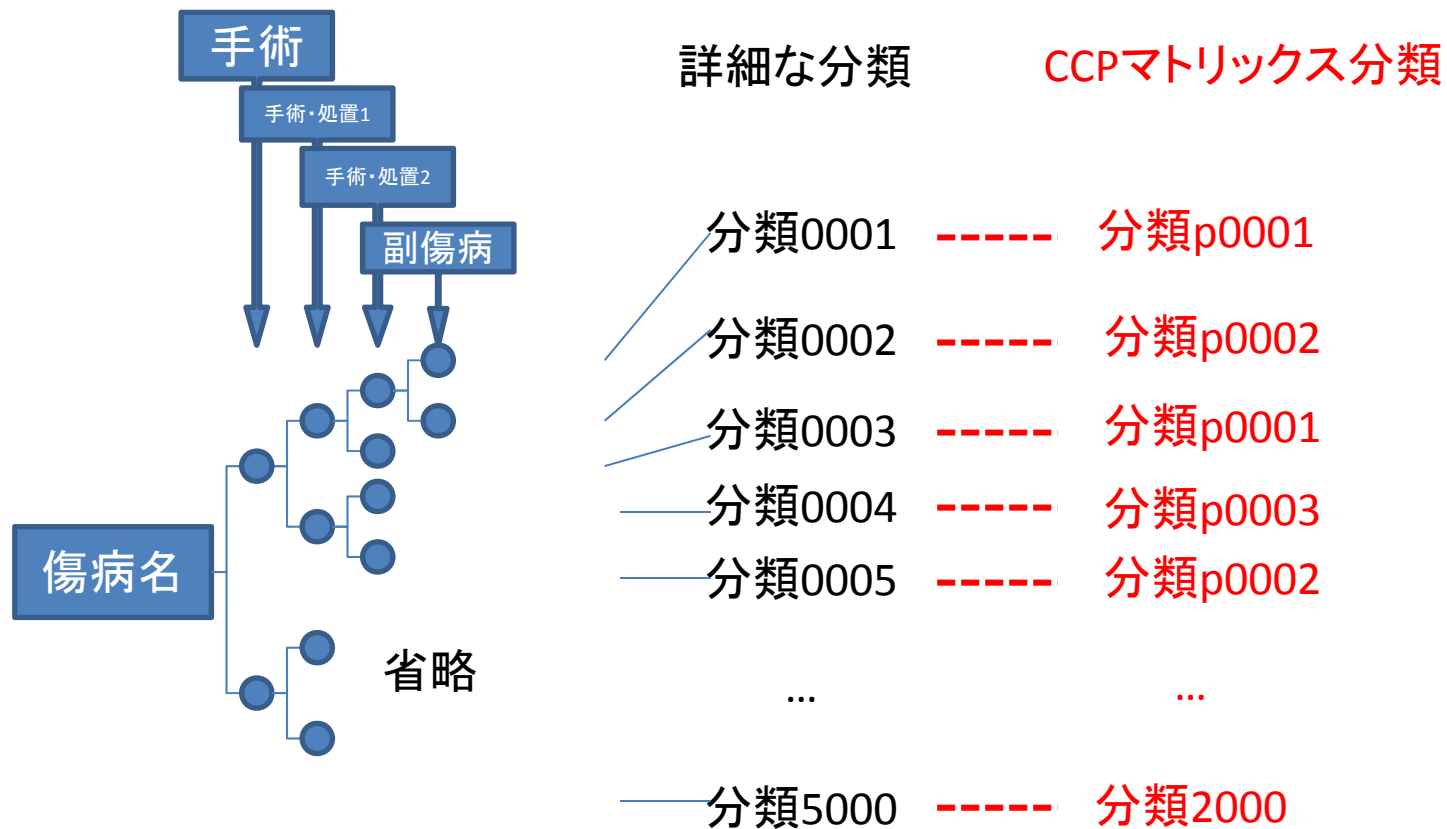 手術
手術・処置1
手術・処置2
副傷病
傷病名
省略
詳細な分類 CCPマトリックス分類
分類0001 ----- 分類p0001
分類0002 ----- 分類p0002
分類0003 ----- 分類p0001
分類0004 ----- 分類p0003
分類0005 ----- 分類p0002
… …
分類5000 ----- 分類2000